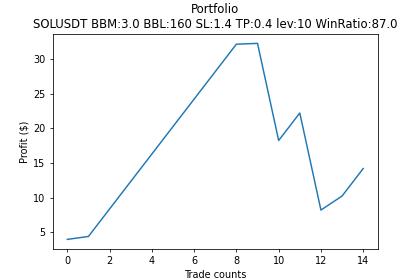 Portfolio
SOLUSDT BBM:3.0 BBL:160 SL:1.4 TP:0.4 lev:10 WinRatio:87.0
30
25
20
15
10
5
Profit ($)
0 2 4 6 8 10 12 14
Trade counts